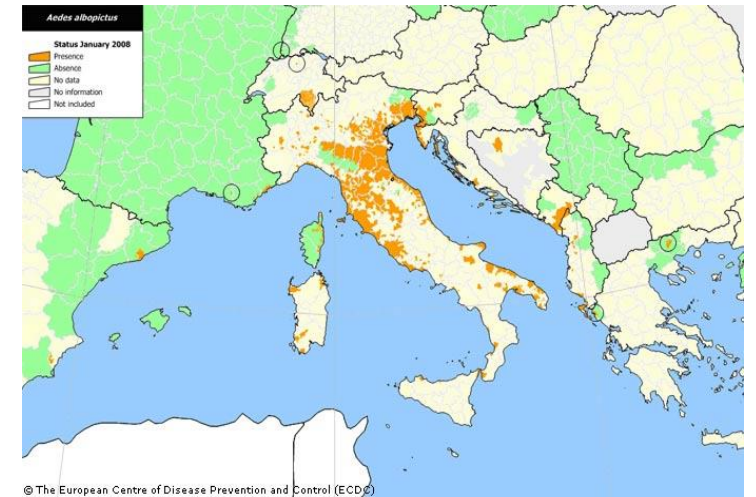 Aedes albopictus
Status January 2008
Presence
Absence
No data
No information
Not included
© The European Centre of Disease Prevention and Control (ECDC)